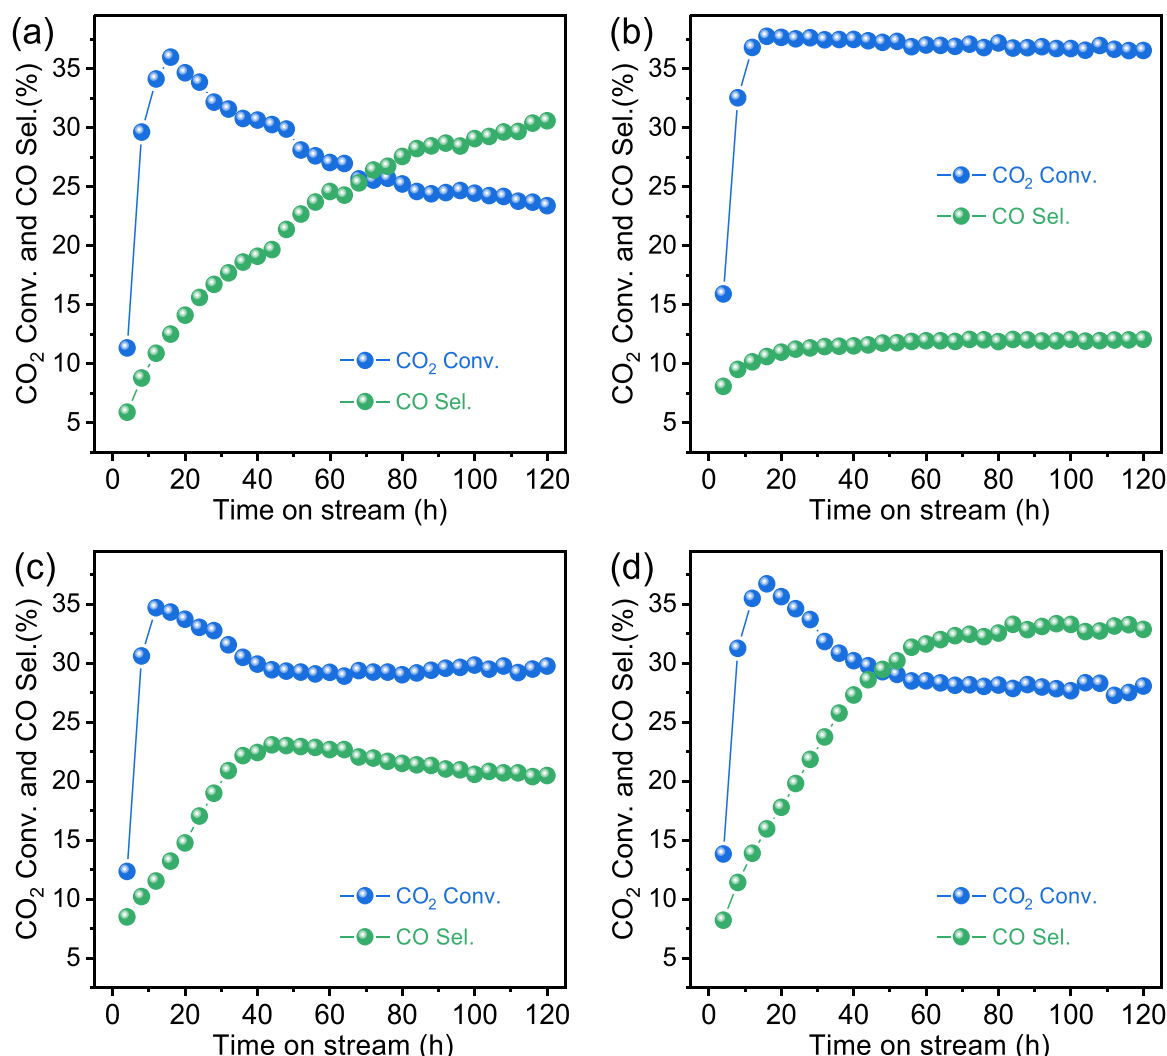 (a)
CO2 Conv. and CO Sel.(%)
35
30
25
20
15
10
5
CO2 Conv.
CO Sel.
0 20 40 60 80 100 120
Time on stream (h)
(b)
CO2 Conv. and CO Sel.(%)
35
30
25
20
15
10
5
CO2 Conv.
CO Sel.
0 20 40 60 80 100 120
Time on stream (h)
(c)
CO2 Conv. and CO Sel.(%)
35
30
25
20
15
10
5
CO2 Conv.
CO Sel.
0 20 40 60 80 100 120
Time on stream (h)
(d)
CO2 Conv. and CO Sel.(%)
35
30
25
20
15
10
5
CO2 Conv.
CO Sel.
0 20 40 60 80 100 120
Time on stream (h)